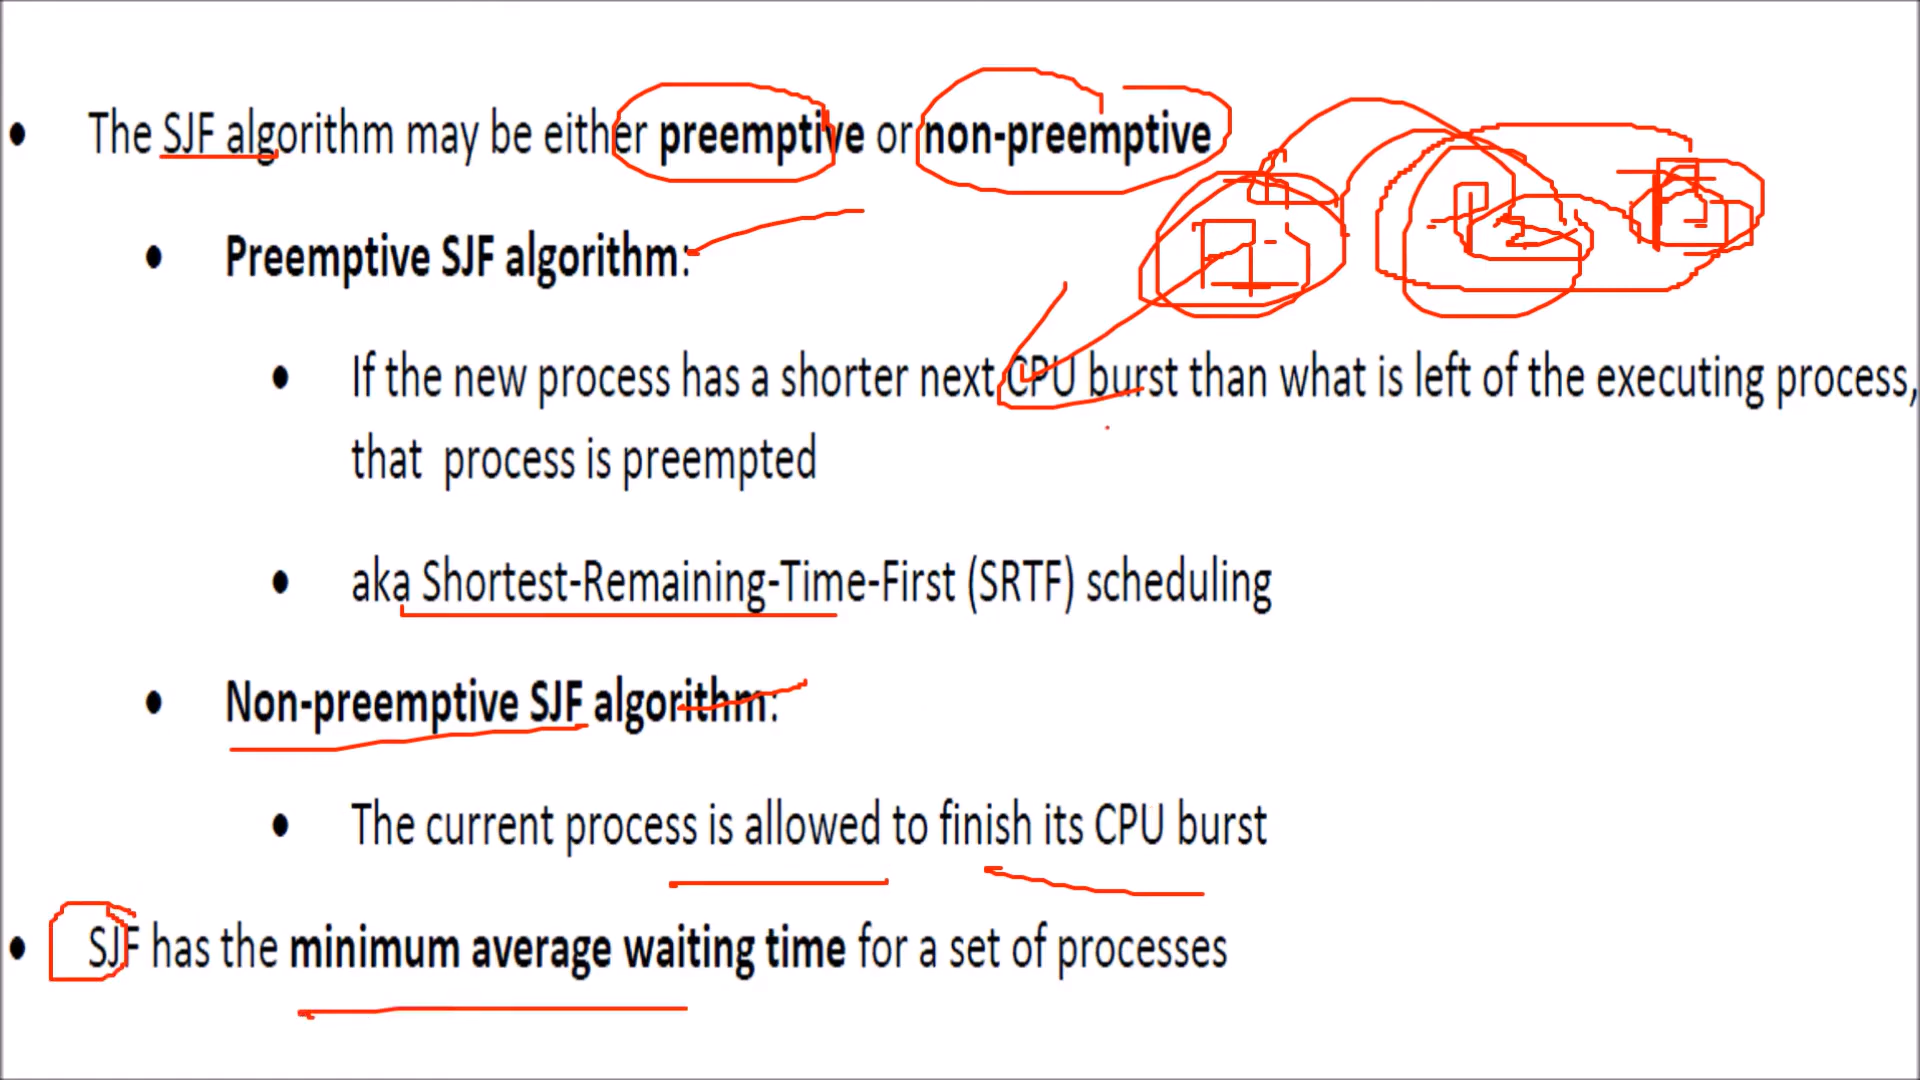 • The SJF algorithm may be either preemptive or non-preemptive
• Preemptive SJF algorithm:
• If the new process has a shorter next CPU burst than what is left of the executing process,
that process is preempted
• aka Shortest-Remaining-Time-First (SRTF) scheduling
• Non-preemptive SJF algorithm:
• The current process is allowed to finish its CPU burst
• SJF has the minimum average waiting time for a set of processes